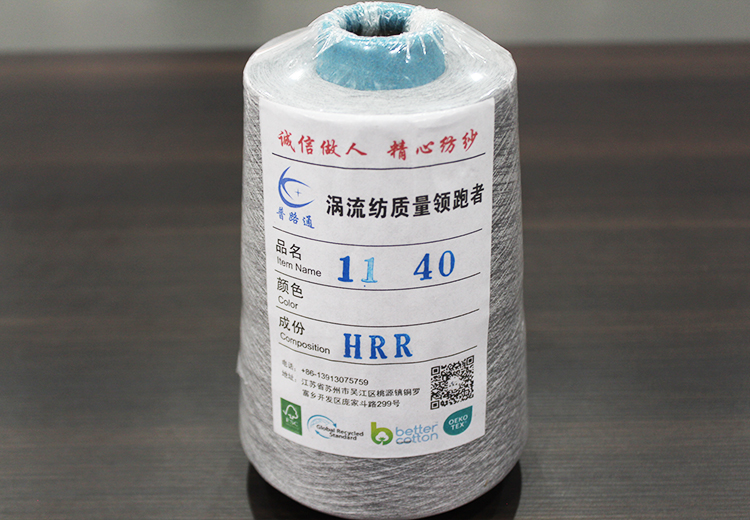 诚信做人 精心纺纱
普路通
涡流纺质量领跑者
品名
Item Name
11 40
颜色
Color
成份
Composition
HRR
电话: +86-13913075759
地址: 江苏省苏州市吴江区桃源镇铜罗
富乡开发区庞家斗路299号
FSC
Global Recycled
Standard
better
cotton
OEKO
TEX